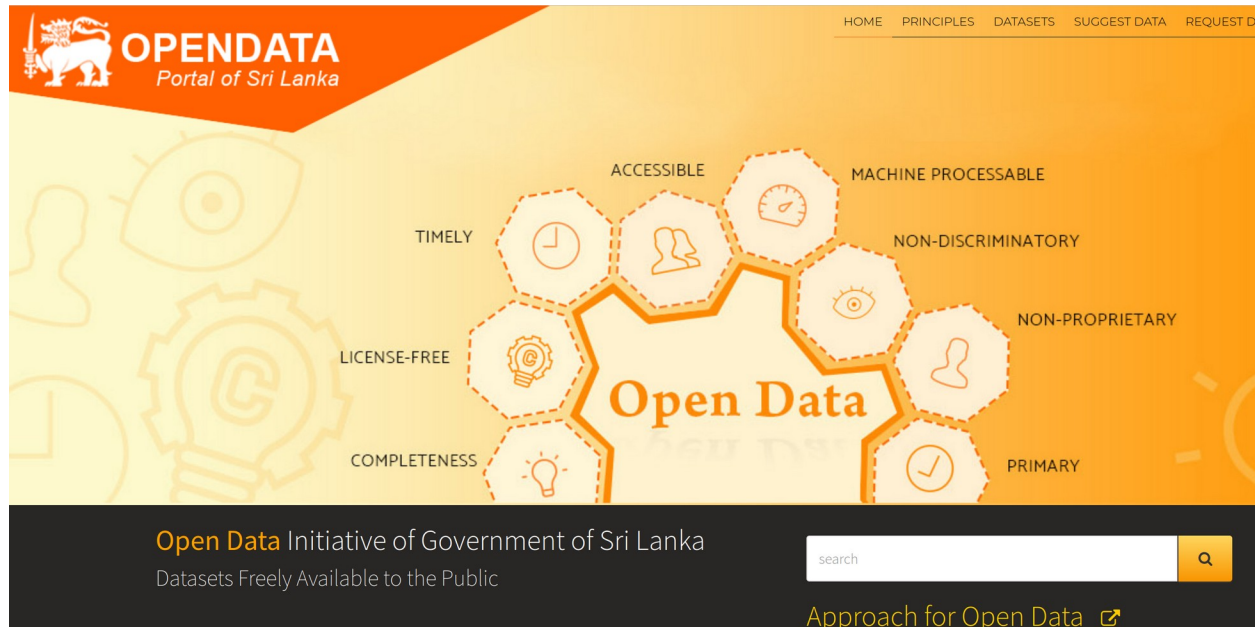 OPENDATA
Portal of Sri Lanka
HOME PRINCIPLES DATASETS SUGGEST DATA REQUEST
ACCESSIBLE
MACHINE PROCESSABLE
TIMELY
NON-DISCRIMINATORY
NON-PROPRIETARY
LICENSE-FREE
Open Data
COMPLETENESS
PRIMARY
Open Data Initiative of Government of Sri Lanka
Datasets Freely Available to the Public
search
Approach for Open Data